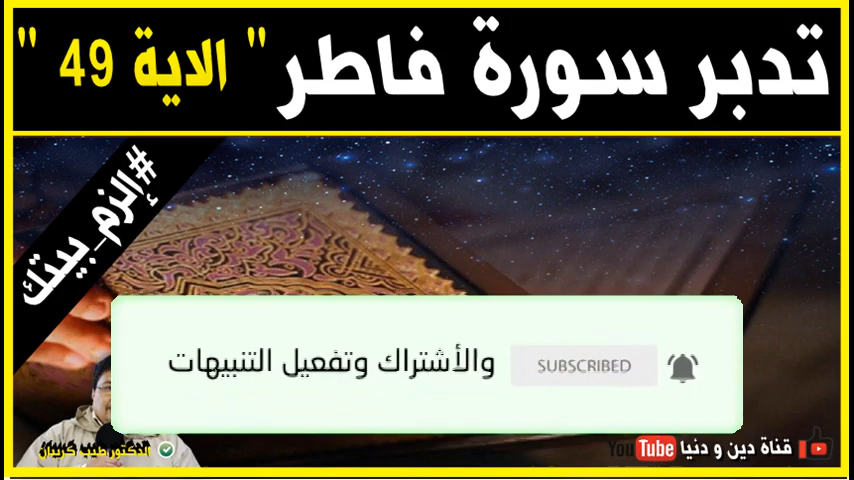 تدبر سورة فاطر " الاية 49 "
#إلزم_بيتك
والأشتراك وتفعيل التنبيهات SUBSCRIBED
الدكتور طيب كريبان
قناة دين و دنيا YouTube